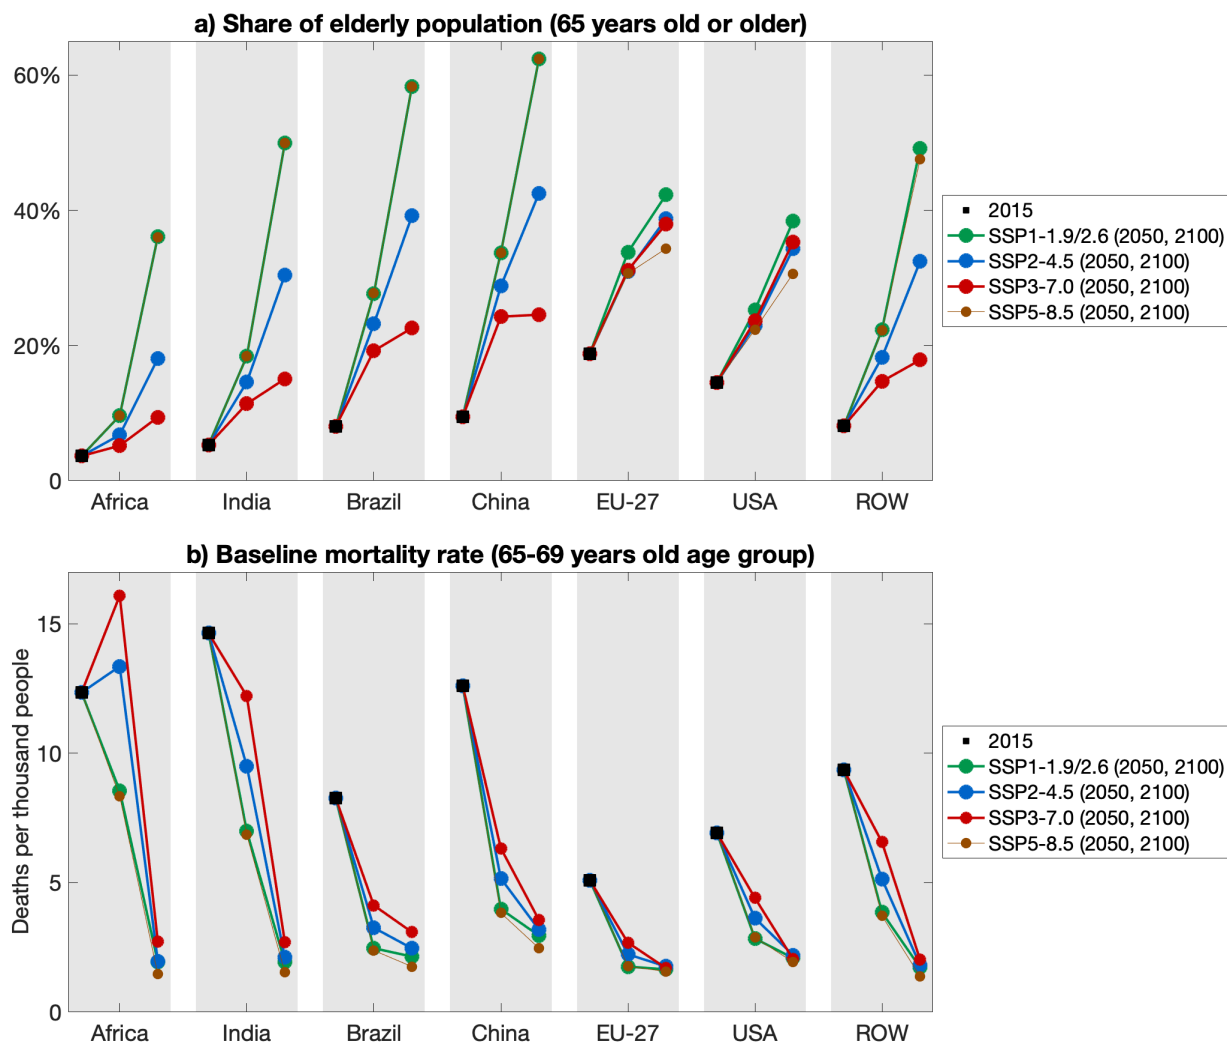 a) Share of elderly population (65 years old or older)
60%
40%
20%
0
Africa India Brazil China EU-27 USA ROW
2015
SSP1-1.9/2.6 (2050, 2100)
SSP2-4.5 (2050, 2100)
SSP3-7.0 (2050, 2100)
SSP5-8.5 (2050, 2100)
b) Baseline mortality rate (65-69 years old age group)
Deaths per thousand people
15
10
5
0
Africa India Brazil China EU-27 USA ROW
2015
SSP1-1.9/2.6 (2050, 2100)
SSP2-4.5 (2050, 2100)
SSP3-7.0 (2050, 2100)
SSP5-8.5 (2050, 2100)